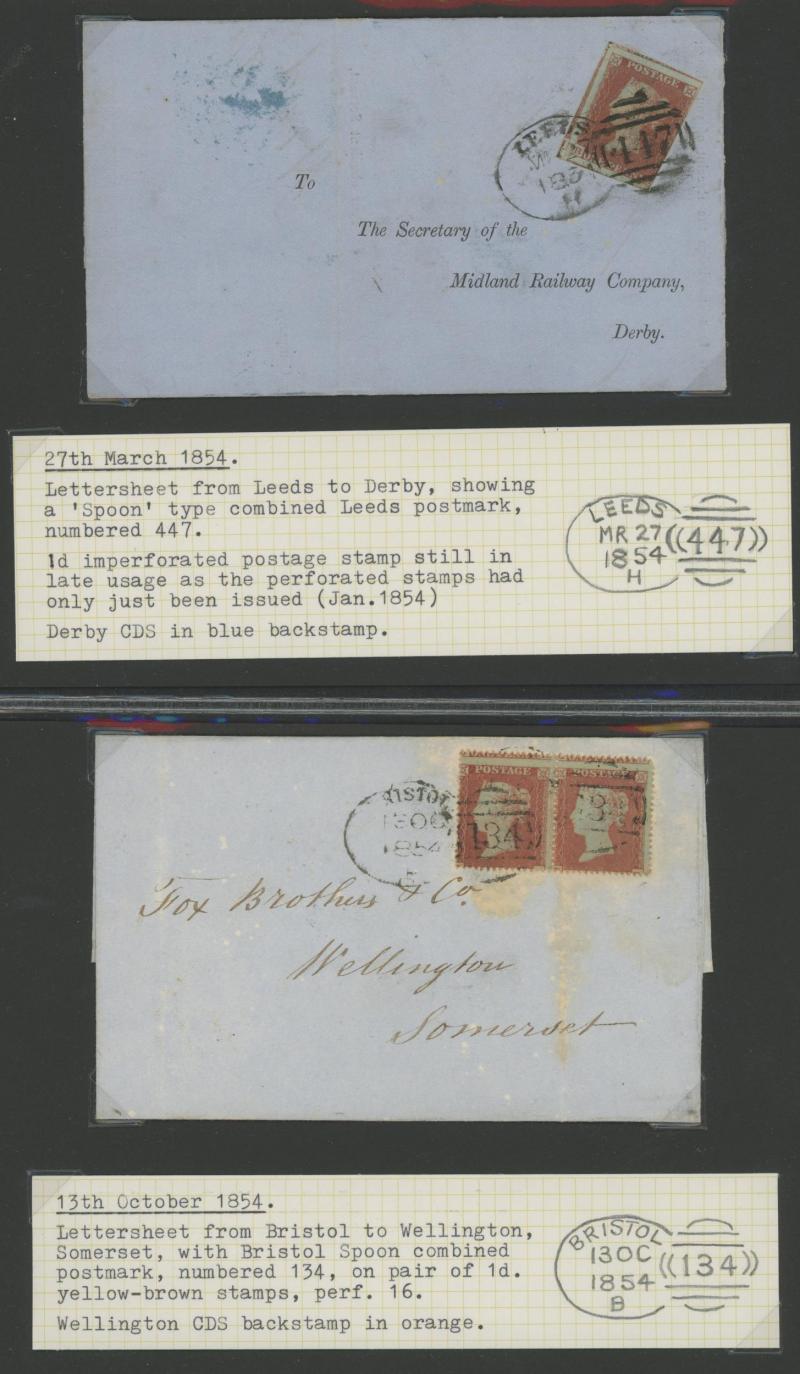 POSTAGE
LEEDS
447
To
The Secretary of the
Midland Railway Company,
Derby.
27th March 1854.
Lettersheet from Leeds to Derby, showing
a 'Spoon' type combined Leeds postmark,
numbered 447.
1d imperforated postage stamp still in
late usage as the perforated stamps had
only just been issued (Jan.1854)
Derby CDS in blue backstamp.
LEEDS
MR 27
1854
H
((447))
POSTAGE
134
1854
Fox Brothers & Co.
Wellington
Somerset
13th October 1854.
Lettersheet from Bristol to Wellington,
Somerset, with Bristol Spoon combined
postmark, numbered 134, on pair of 1d.
yellow-brown stamps, perf. 16.
Wellington CDS backstamp in orange.
BRISTOL
13 OC
1854
B
((134))